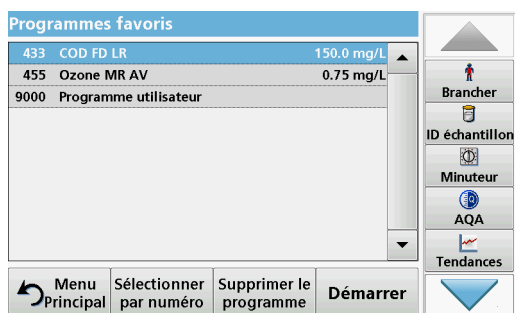 Programmes favoris
433 COD FD LR 150.0 mg/L
455 Ozone MR AV 0.75 mg/L
9000 Programme utilisateur
Brancher
ID échantillon
Minuteur
AQA
Tendances
Menu
Principal
Sélectionner
par numéro
Supprimer le
programme
Démarrer